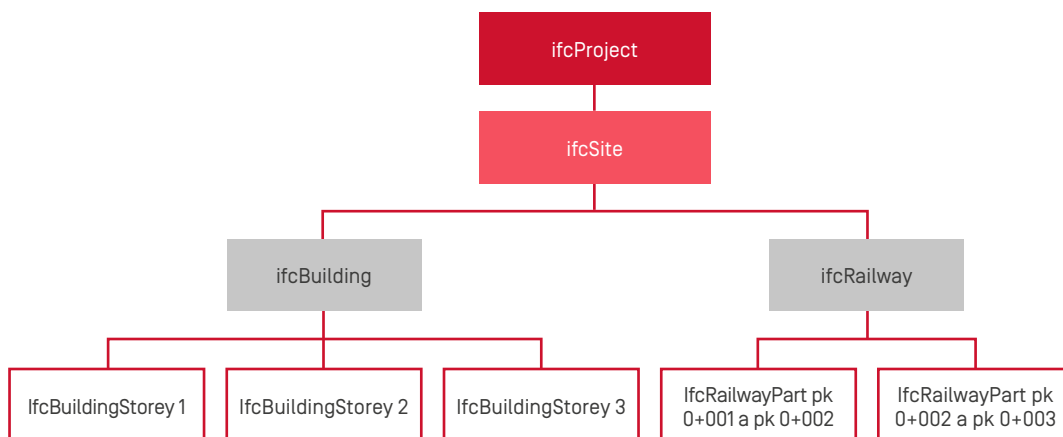 ifcProject
ifcSite
ifcBuilding
ifcRailway
IfcBuildingStorey 1
IfcBuildingStorey 2
IfcBuildingStorey 3
IfcRailwayPart pk
0+001 a pk 0+002
IfcRailwayPart pk
0+002 a pk 0+003